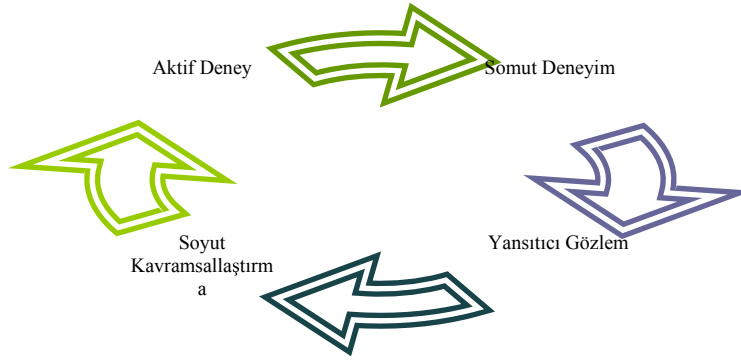 Aktif Deney
Somut Deneyim
Soyut
Kavramsallaştırm
a
Yansıtıcı Gözlem